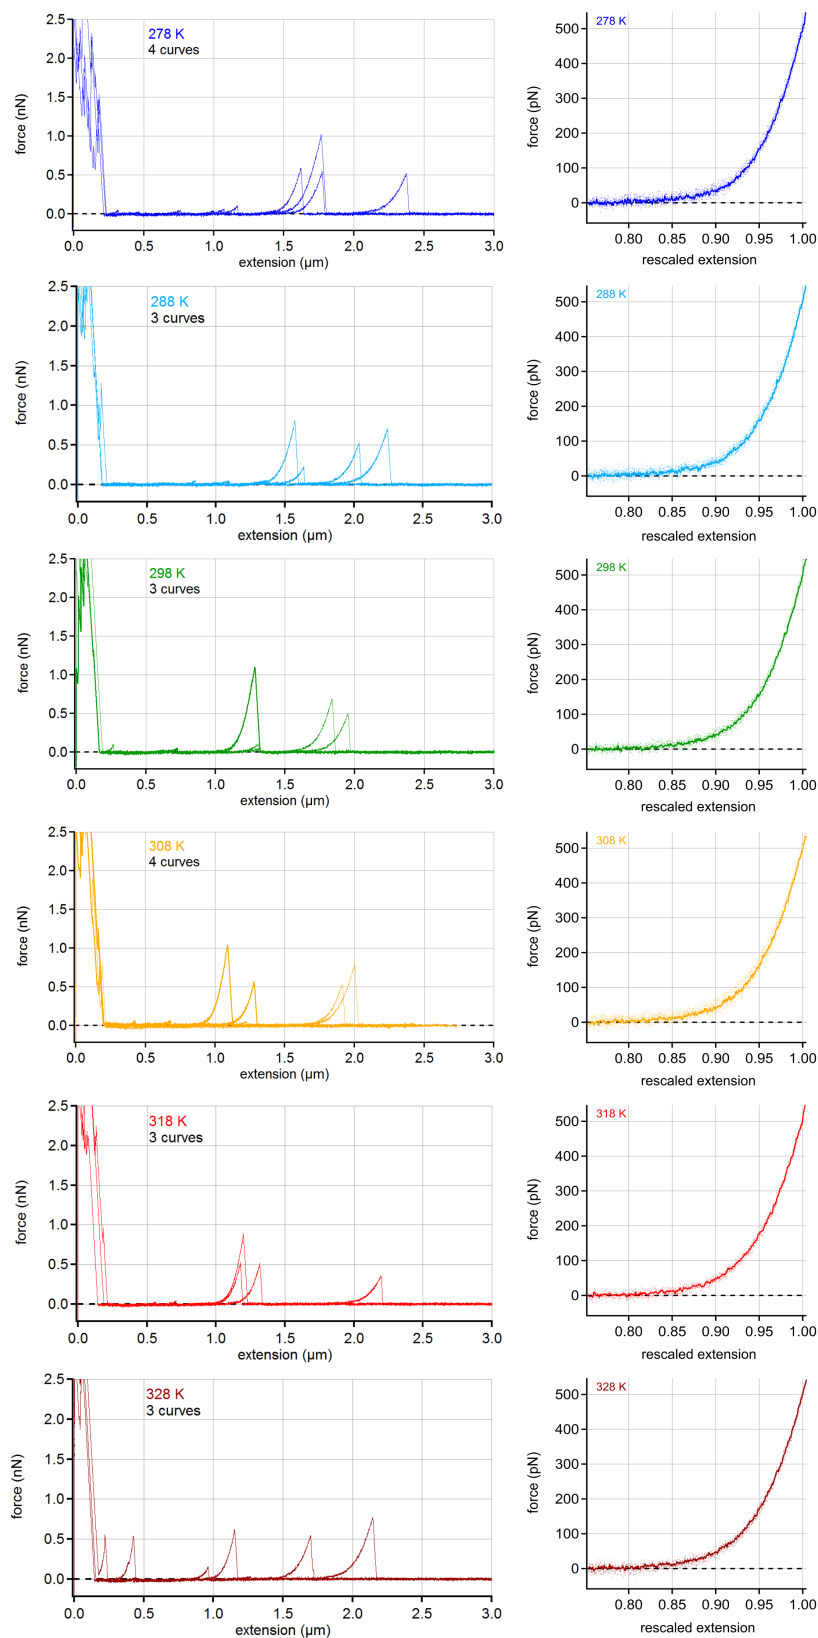 278 K
4 curves
force (nN)
2.5
2.0
1.5
1.0
0.5
0.0
0.0 0.5 1.0 1.5 2.0 2.5 3.0
extension (µm)
278 K
force (pN)
500
400
300
200
100
0
0.80 0.85 0.90 0.95 1.00
rescaled extension
288 K
3 curves
force (nN)
2.5
2.0
1.5
1.0
0.5
0.0
0.0 0.5 1.0 1.5 2.0 2.5 3.0
extension (µm)
288 K
force (pN)
500
400
300
200
100
0
0.80 0.85 0.90 0.95 1.00
rescaled extension
298 K
3 curves
force (nN)
2.5
2.0
1.5
1.0
0.5
0.0
0.0 0.5 1.0 1.5 2.0 2.5 3.0
extension (µm)
298 K
force (pN)
500
400
300
200
100
0
0.80 0.85 0.90 0.95 1.00
rescaled extension
308 K
4 curves
force (nN)
2.5
2.0
1.5
1.0
0.5
0.0
0.0 0.5 1.0 1.5 2.0 2.5 3.0
extension (µm)
308 K
force (pN)
500
400
300
200
100
0
0.80 0.85 0.90 0.95 1.00
rescaled extension
318 K
3 curves
force (nN)
2.5
2.0
1.5
1.0
0.5
0.0
0.0 0.5 1.0 1.5 2.0 2.5 3.0
extension (µm)
318 K
force (pN)
500
400
300
200
100
0
0.80 0.85 0.90 0.95 1.00
rescaled extension
328 K
3 curves
force (nN)
2.5
2.0
1.5
1.0
0.5
0.0
0.0 0.5 1.0 1.5 2.0 2.5 3.0
extension (µm)
328 K
force (pN)
500
400
300
200
100
0
0.80 0.85 0.90 0.95 1.00
rescaled extension